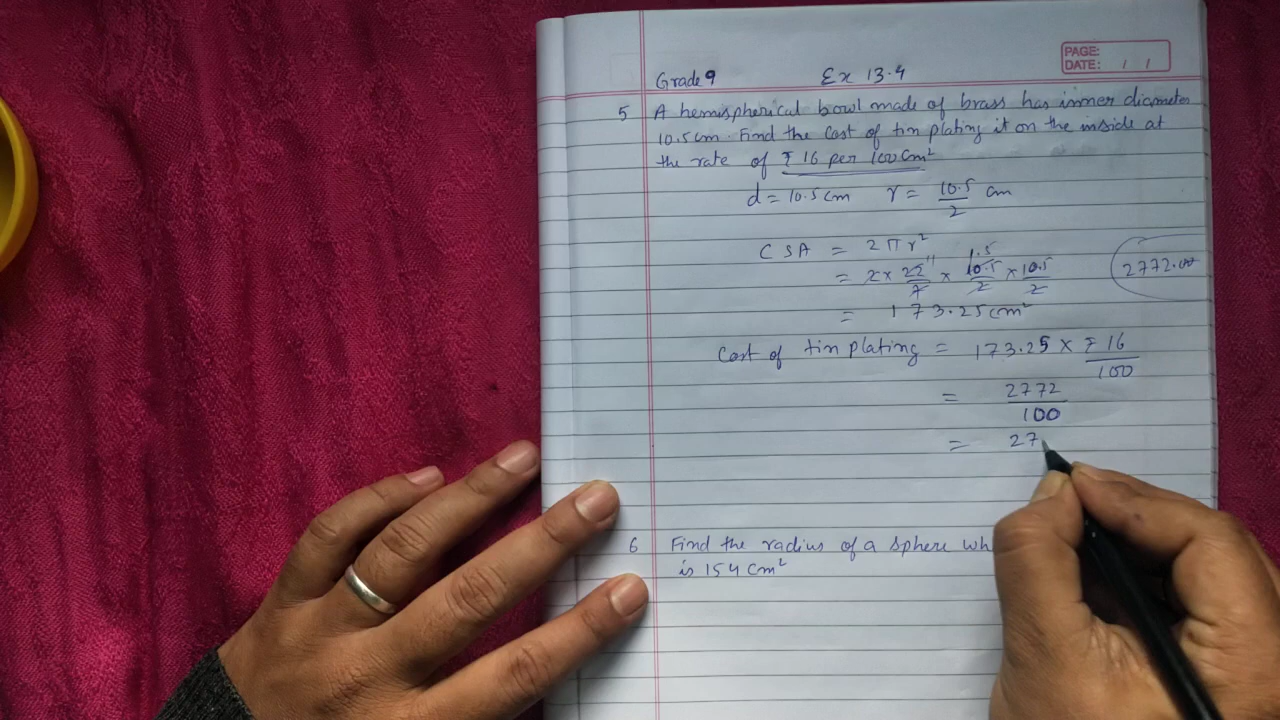 PAGE:
DATE: / /
Grade 9 Ex 13.4
5 A hemispherical bowl made of brass has inner diameter
10.5cm. Find the cost of tin plating it on the inside at
the rate of ₹ 16 per 100 cm²
d = 10.5 cm r = 10.5/2 cm
CSA = 2πr²
= 2 × 22/7 × 10.5/2 × 10.5/2
11 1.5
2772.00
= 173.25 cm²
Cost of tin plating = 173.25 × ₹ 16/100
= 2772/100
= 27
6 Find the radius of a sphere
is 154 cm²